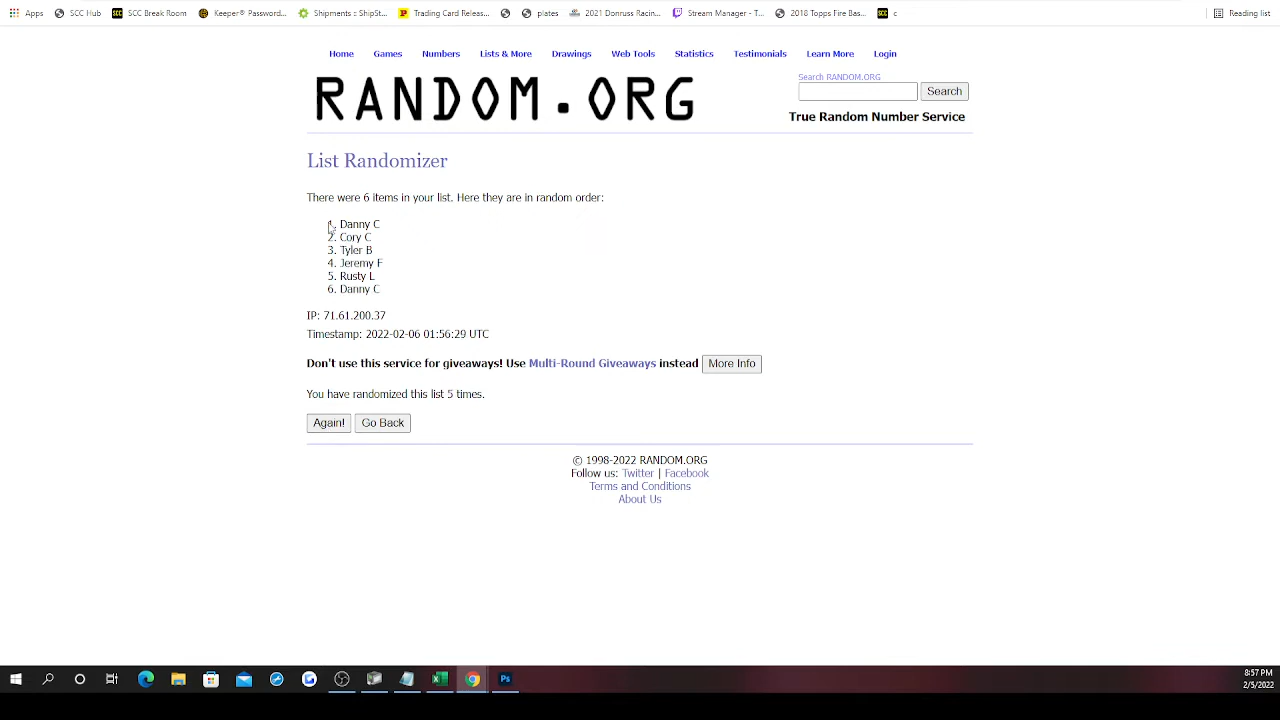 Apps SCC Hub SCC Break Room Keeper® Password... Shipments :: ShipSt... Trading Card Releas... plates 2021 Donruss Racin... Stream Manager - T... 2018 Topps Fire Bas... c Reading list
Home Games Numbers Lists & More Drawings Web Tools Statistics Testimonials Learn More Login
RANDOM.ORG
Search RANDOM.ORG
Search
True Random Number Service
List Randomizer
There were 6 items in your list. Here they are in random order:
1. Danny C
2. Cory C
3. Tyler B
4. Jeremy F
5. Rusty L
6. Danny C
IP: 71.61.200.37
Timestamp: 2022-02-06 01:56:29 UTC
Don't use this service for giveaways! Use Multi-Round Giveaways instead More Info
You have randomized this list 5 times.
Again! Go Back
© 1998-2022 RANDOM.ORG
Follow us: Twitter | Facebook
Terms and Conditions
About Us
8:57 PM
2/5/2022